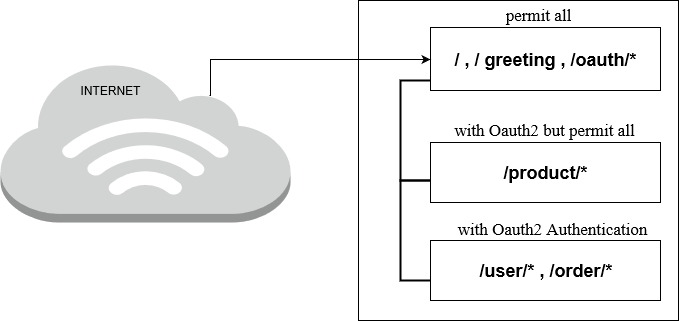 permit all
INTERNET
/ , / greeting , /oauth/*
with Oauth2 but permit all
/product/*
with Oauth2 Authentication
/user/* , /order/*